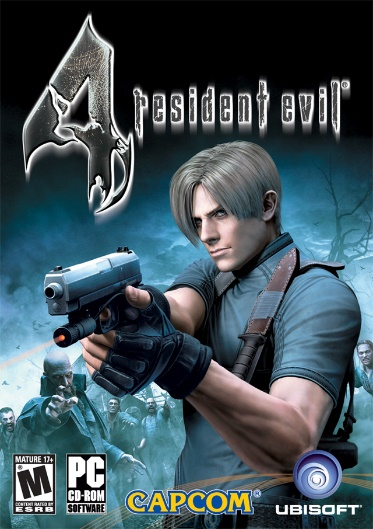 4
resident evil®
MATURE 17+
M
CONTENT RATED BY
ESRB
PC
CD-ROM
SOFTWARE
CAPCOM®
UBISOFT